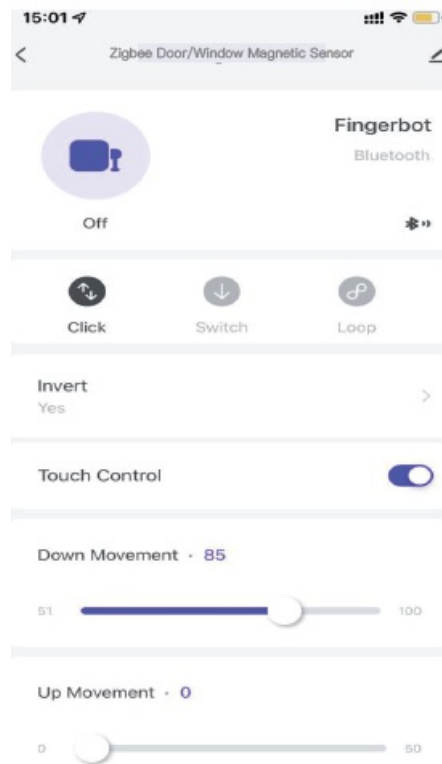 15:01
Zigbee Door/Window Magnetic Sensor
Fingerbot
Bluetooth
Off
Click
Switch
Loop
Invert
Yes
Touch Control
Down Movement · 85
51
100
Up Movement · 0
0
50